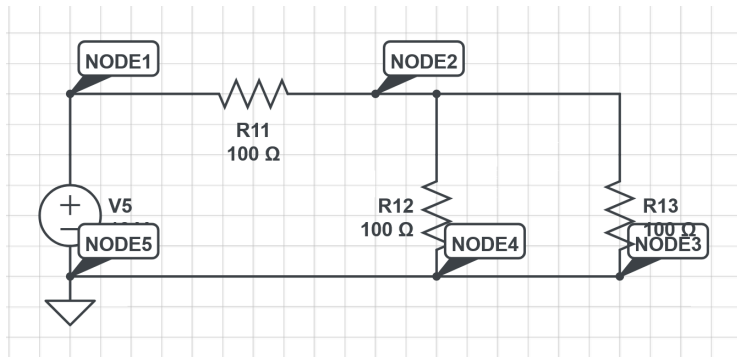 NODE1
NODE2
R11
100 Ω
V5
R12
100 Ω
R13
100 Ω
NODE5
NODE4
NODE3